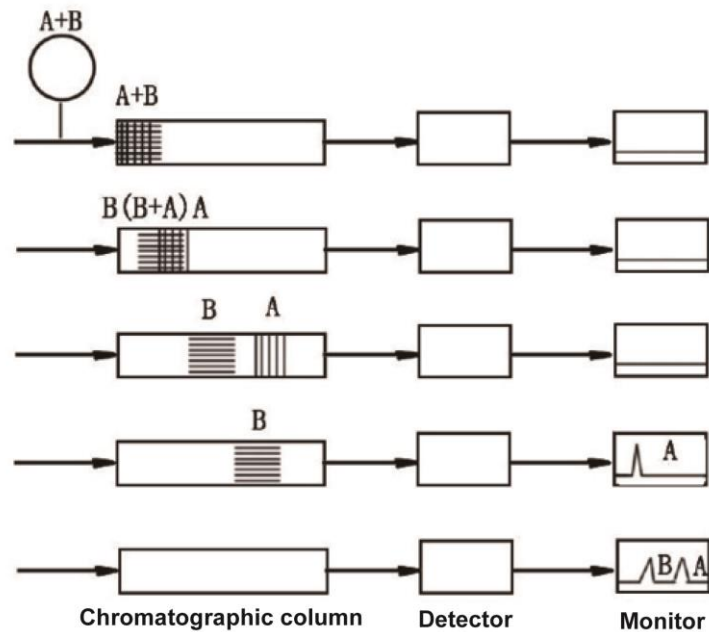 A+B
A+B
B(B+A)A
B A
B A
B A
Chromatographic column Detector Monitor